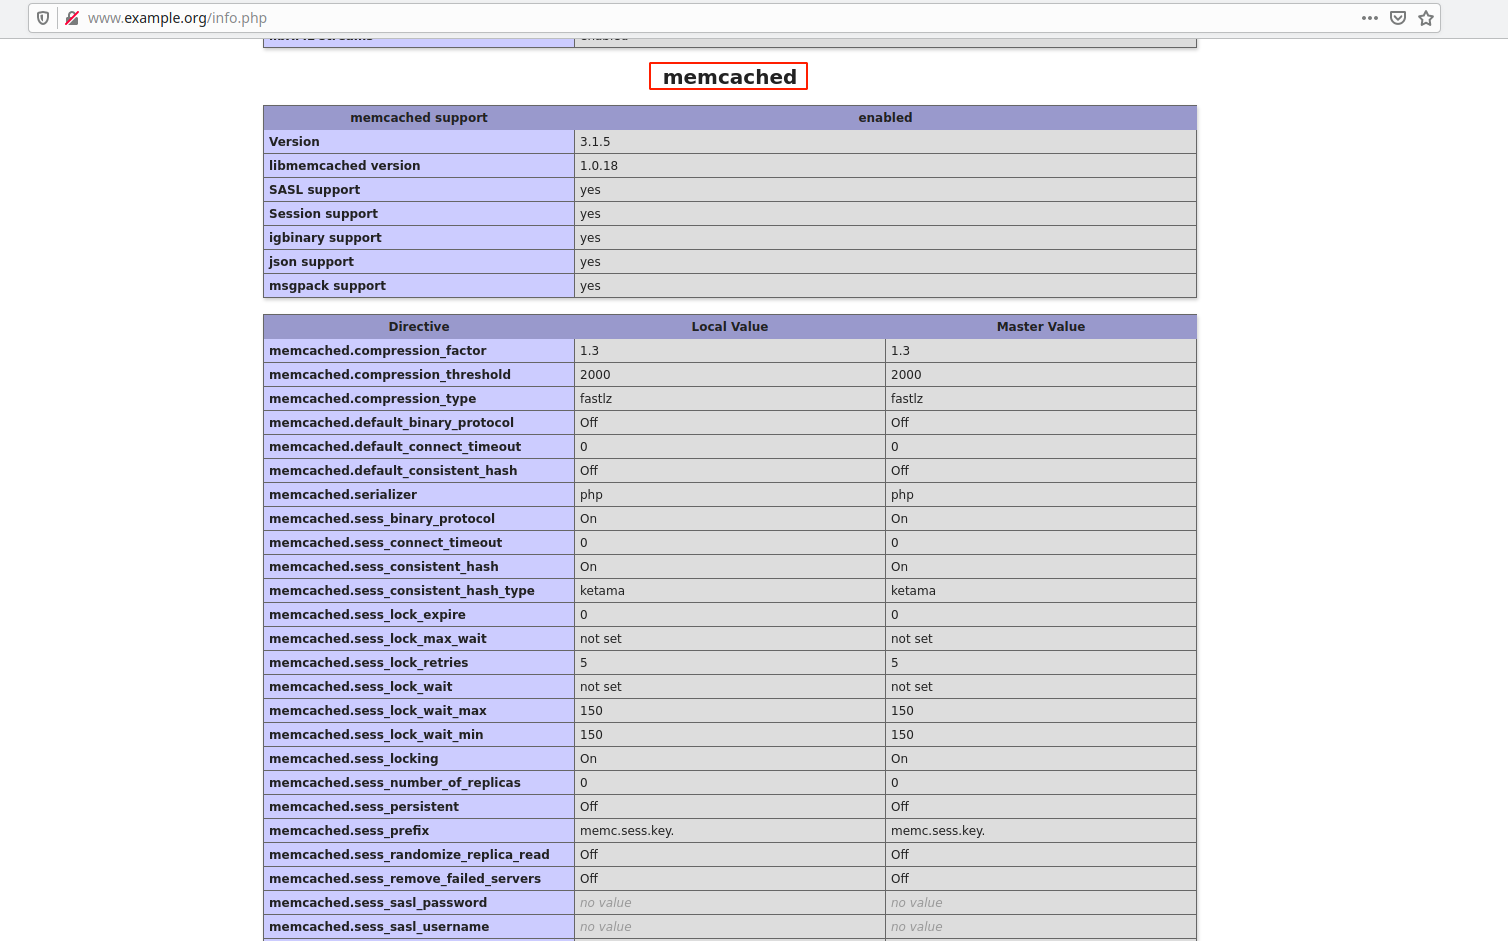 www.example.org/info.php
memcached
memcached support enabled
Version 3.1.5
libmemcached version 1.0.18
SASL support yes
Session support yes
igbinary support yes
json support yes
msgpack support yes
Directive Local Value Master Value
memcached.compression_factor 1.3 1.3
memcached.compression_threshold 2000 2000
memcached.compression_type fastlz fastlz
memcached.default_binary_protocol Off Off
memcached.default_connect_timeout 0 0
memcached.default_consistent_hash Off Off
memcached.serializer php php
memcached.sess_binary_protocol On On
memcached.sess_connect_timeout 0 0
memcached.sess_consistent_hash On On
memcached.sess_consistent_hash_type ketama ketama
memcached.sess_lock_expire 0 0
memcached.sess_lock_max_wait not set not set
memcached.sess_lock_retries 5 5
memcached.sess_lock_wait not set not set
memcached.sess_lock_wait_max 150 150
memcached.sess_lock_wait_min 150 150
memcached.sess_locking On On
memcached.sess_number_of_replicas 0 0
memcached.sess_persistent Off Off
memcached.sess_prefix memc.sess.key. memc.sess.key.
memcached.sess_randomize_replica_read Off Off
memcached.sess_remove_failed_servers Off Off
memcached.sess_sasl_password no value no value
memcached.sess_sasl_username no value no value